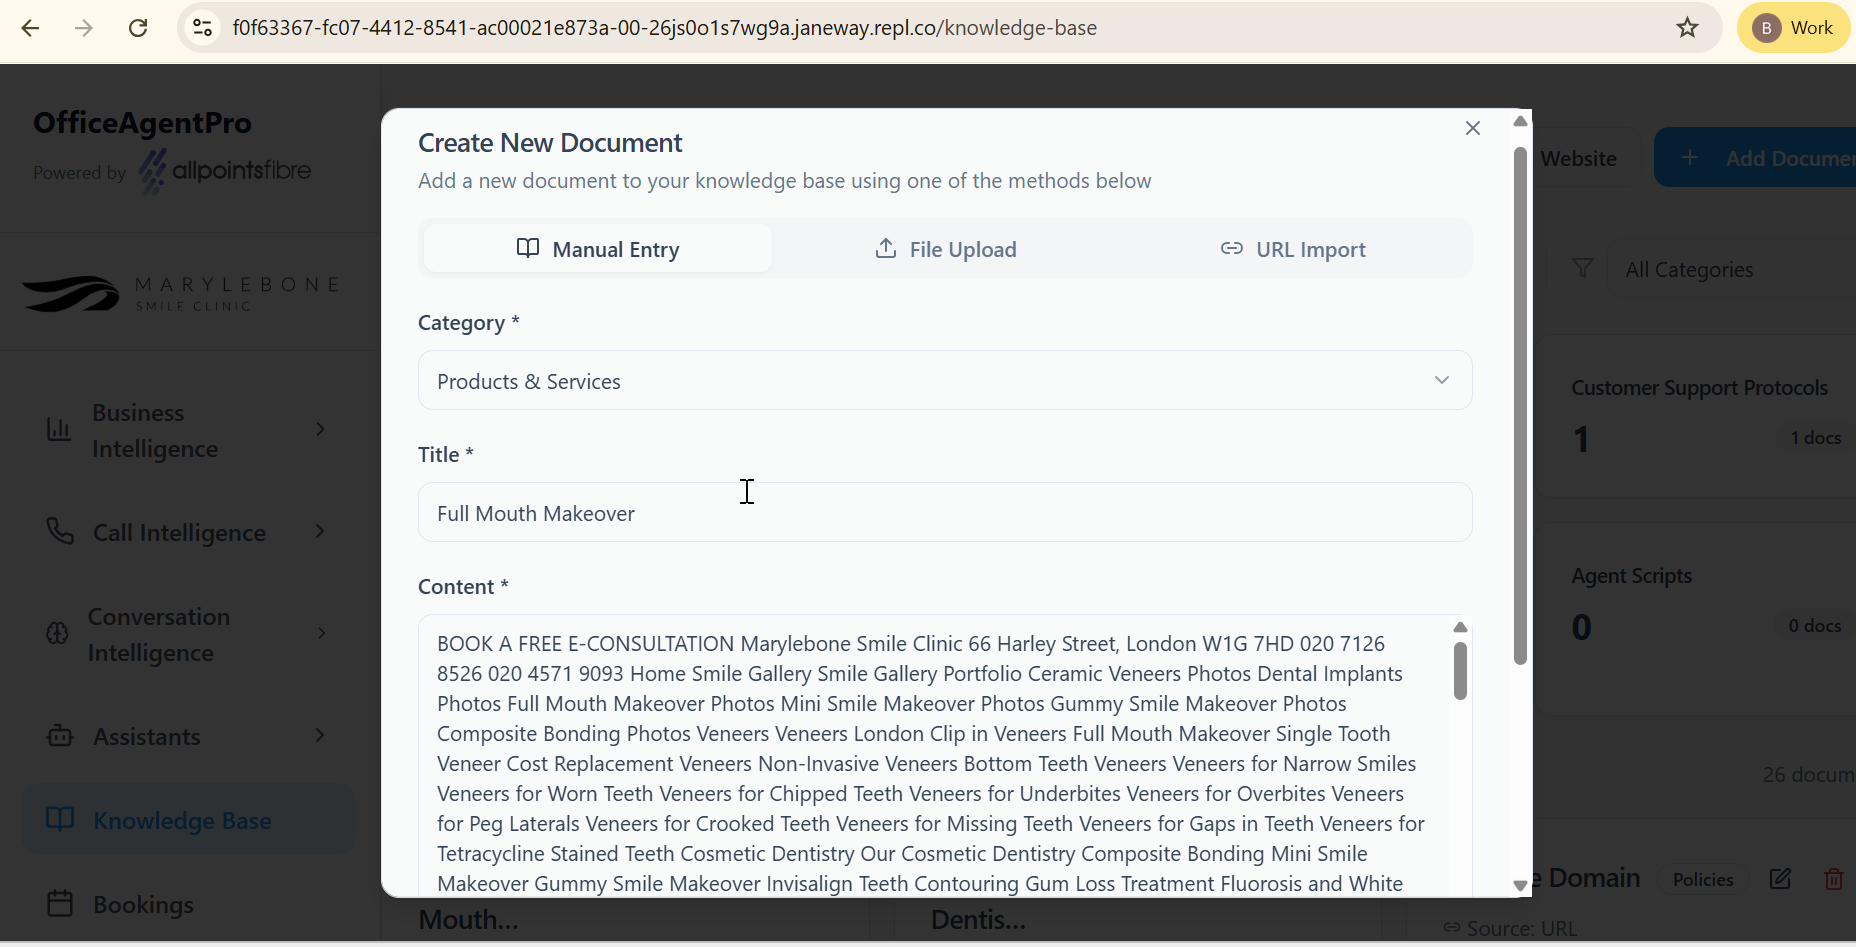 f0f63367-fc07-4412-8541-ac00021e873a-00-26js0o1s7wg9a.janeway.repl.co/knowledge-base
B Work
OfficeAgentPro
Powered by allpointsfibre
MARYLEBONE
SMILE CLINIC
Business
Intelligence
Call Intelligence
Conversation
Intelligence
Assistants
Knowledge Base
Bookings
Create New Document
Add a new document to your knowledge base using one of the methods below
Manual Entry
File Upload
URL Import
Category *
Products & Services
Title *
Full Mouth Makeover
Content *
BOOK A FREE E-CONSULTATION Marylebone Smile Clinic 66 Harley Street, London W1G 7HD 020 7126
8526 020 4571 9093 Home Smile Gallery Smile Gallery Portfolio Ceramic Veneers Photos Dental Implants
Photos Full Mouth Makeover Photos Mini Smile Makeover Photos Gummy Smile Makeover Photos
Composite Bonding Photos Veneers Veneers London Clip in Veneers Full Mouth Makeover Single Tooth
Veneer Cost Replacement Veneers Non-Invasive Veneers Bottom Teeth Veneers Veneers for Narrow Smiles
Veneers for Worn Teeth Veneers for Chipped Teeth Veneers for Underbites Veneers for Overbites Veneers
for Peg Laterals Veneers for Crooked Teeth Veneers for Missing Teeth Veneers for Gaps in Teeth Veneers for
Tetracycline Stained Teeth Cosmetic Dentistry Our Cosmetic Dentistry Composite Bonding Mini Smile
Makeover Gummy Smile Makeover Invisalign Teeth Contouring Gum Loss Treatment Fluorosis and White
Website
+ Add Documen
All Categories
Customer Support Protocols
1
1 docs
Agent Scripts
0
0 docs
26 docum
e Domain
Policies
Source: URL
Mouth...
Dentis...